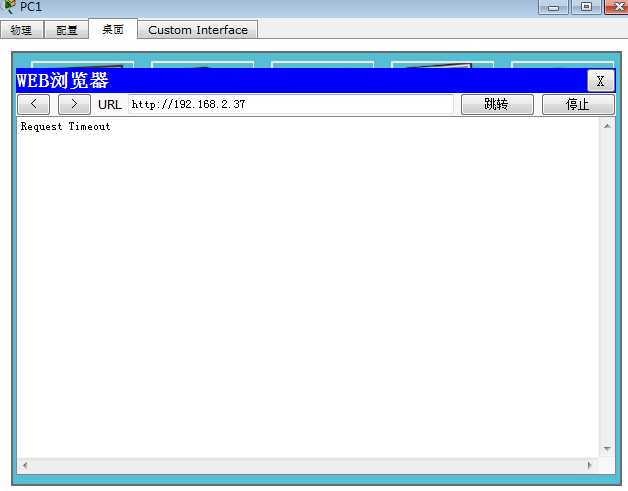 PC1
物理 配置 桌面 Custom Interface
WEB浏览器 X
< > URL http://192.168.2.37 跳转 停止
Request Timeout